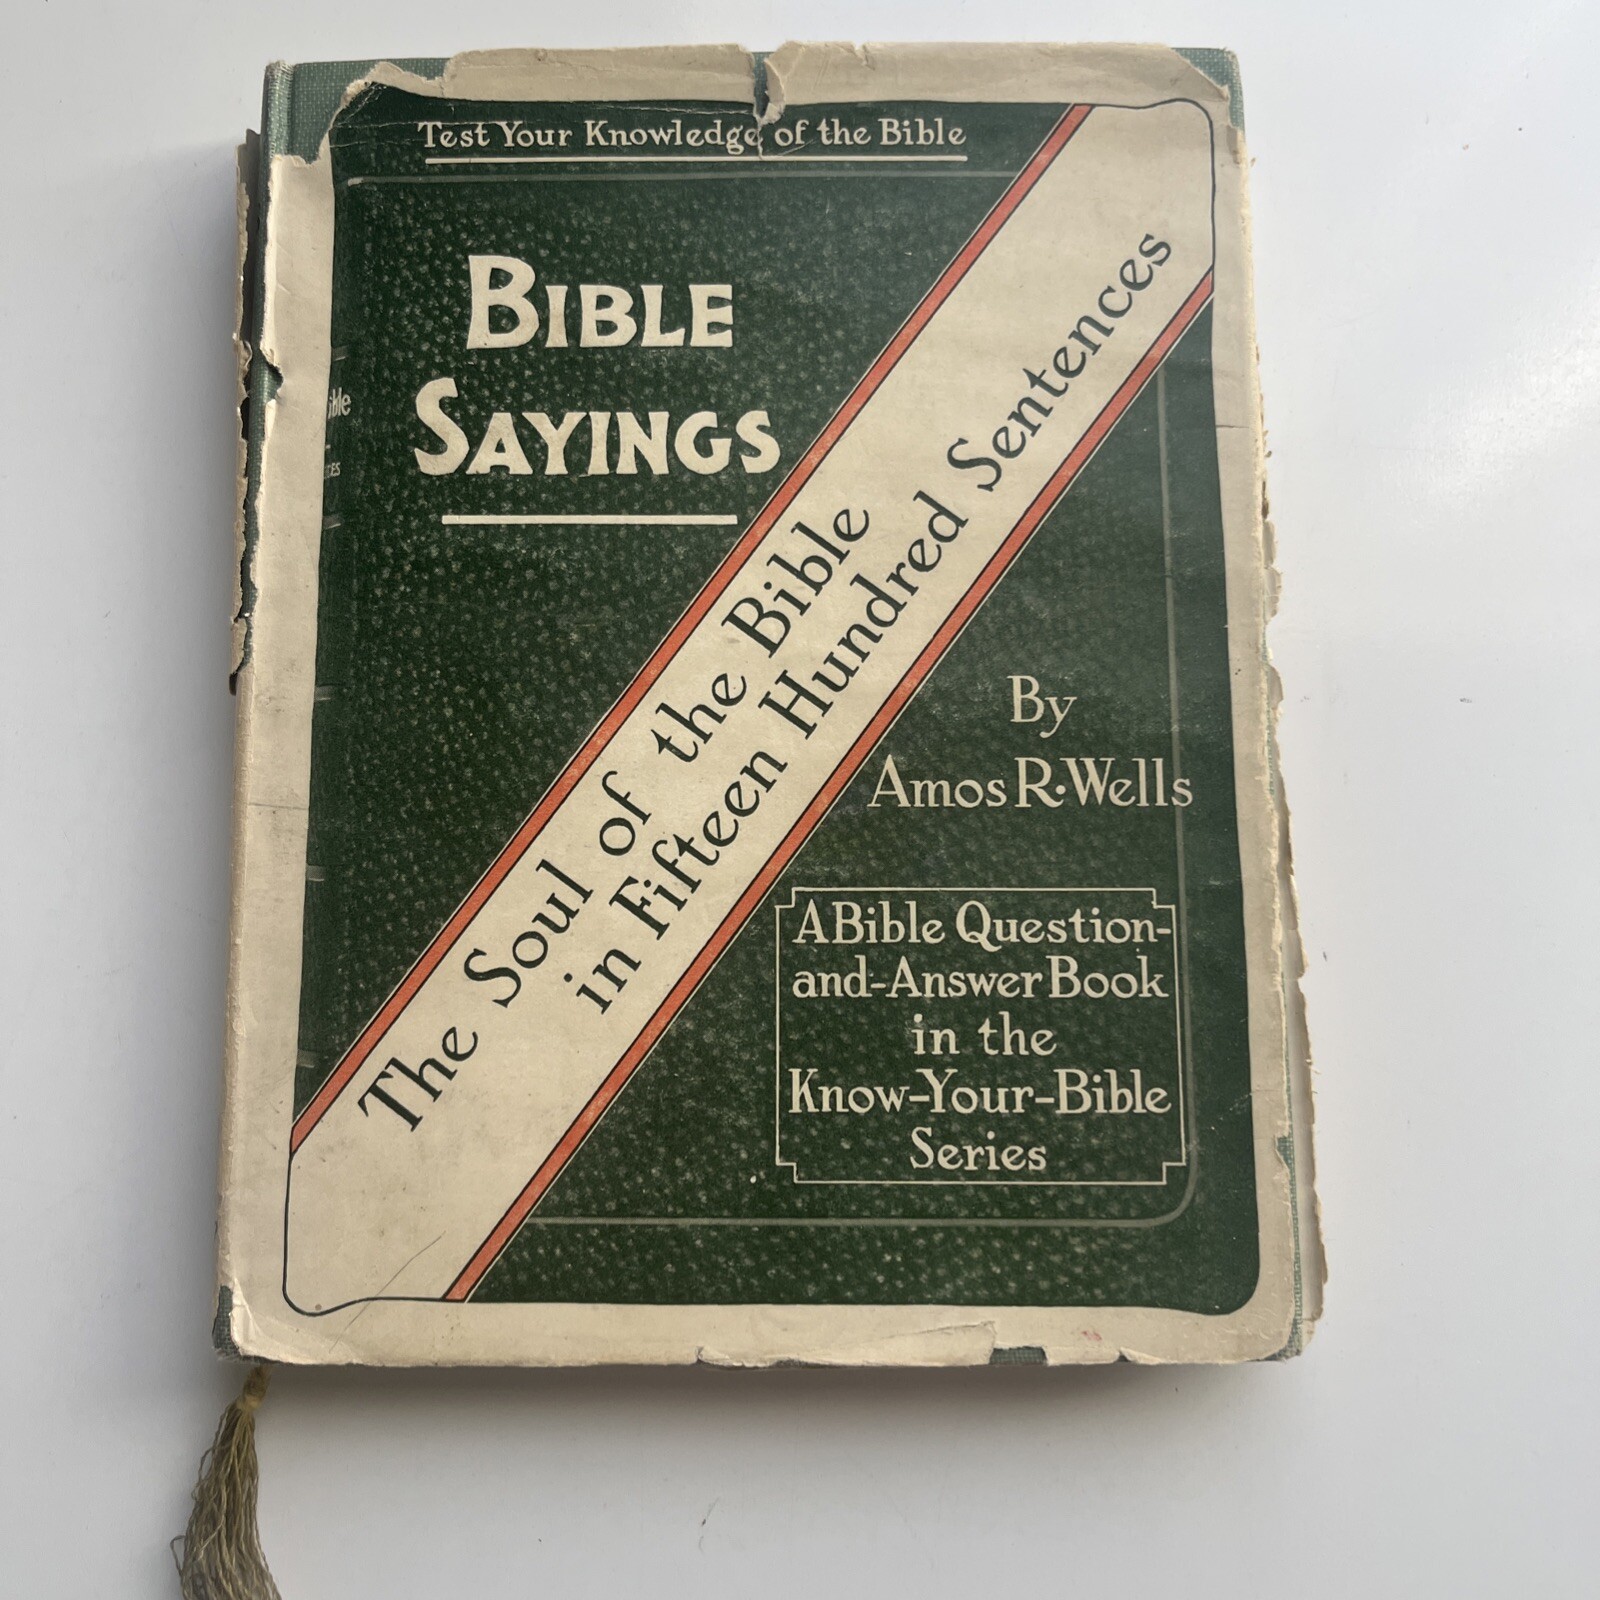 Test Your Knowledge of the Bible
BIBLE
SAYINGS
The Soul of the Bible
in Fifteen Hundred Sentences
By
Amos R. Wells
A Bible Question-
and-Answer Book
in the
Know-Your-Bible
Series